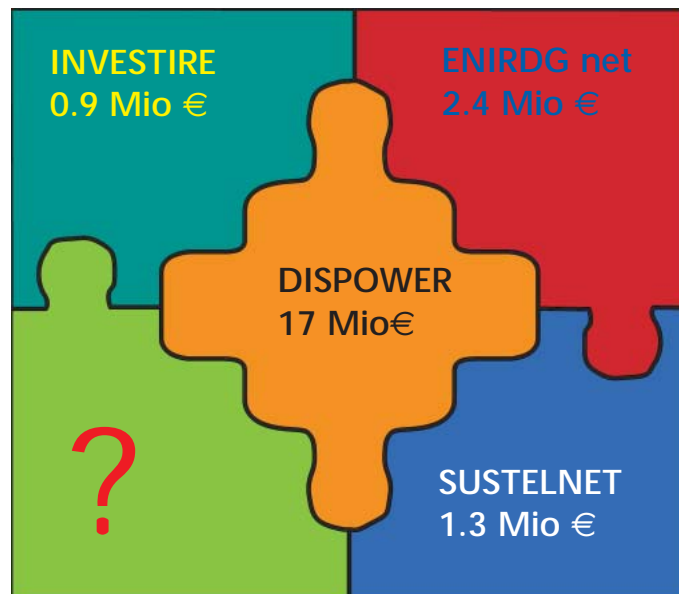 INVESTIRE
0.9 Mio €
ENIRDG net
2.4 Mio €
DISPOWER
17 Mio€
?
SUSTELNET
1.3 Mio €